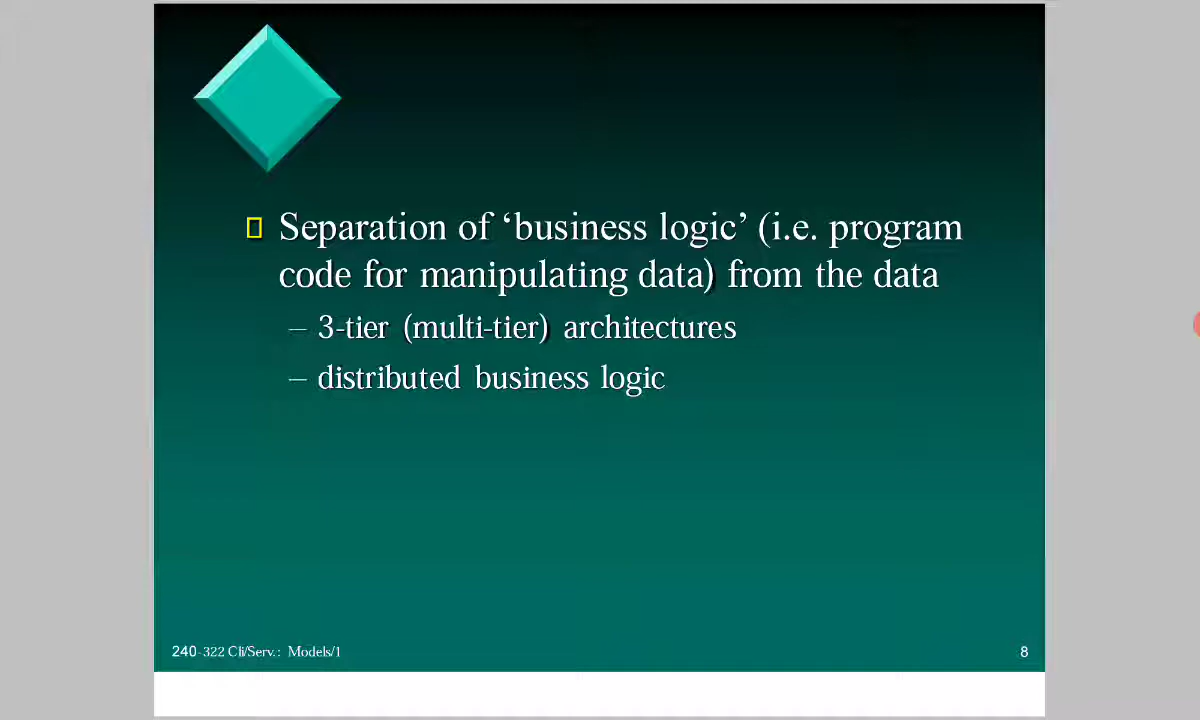 Separation of ‘business logic’ (i.e. program
code for manipulating data) from the data
– 3-tier (multi-tier) architectures
– distributed business logic
240-322 Cli/Serv.: Models/1
8